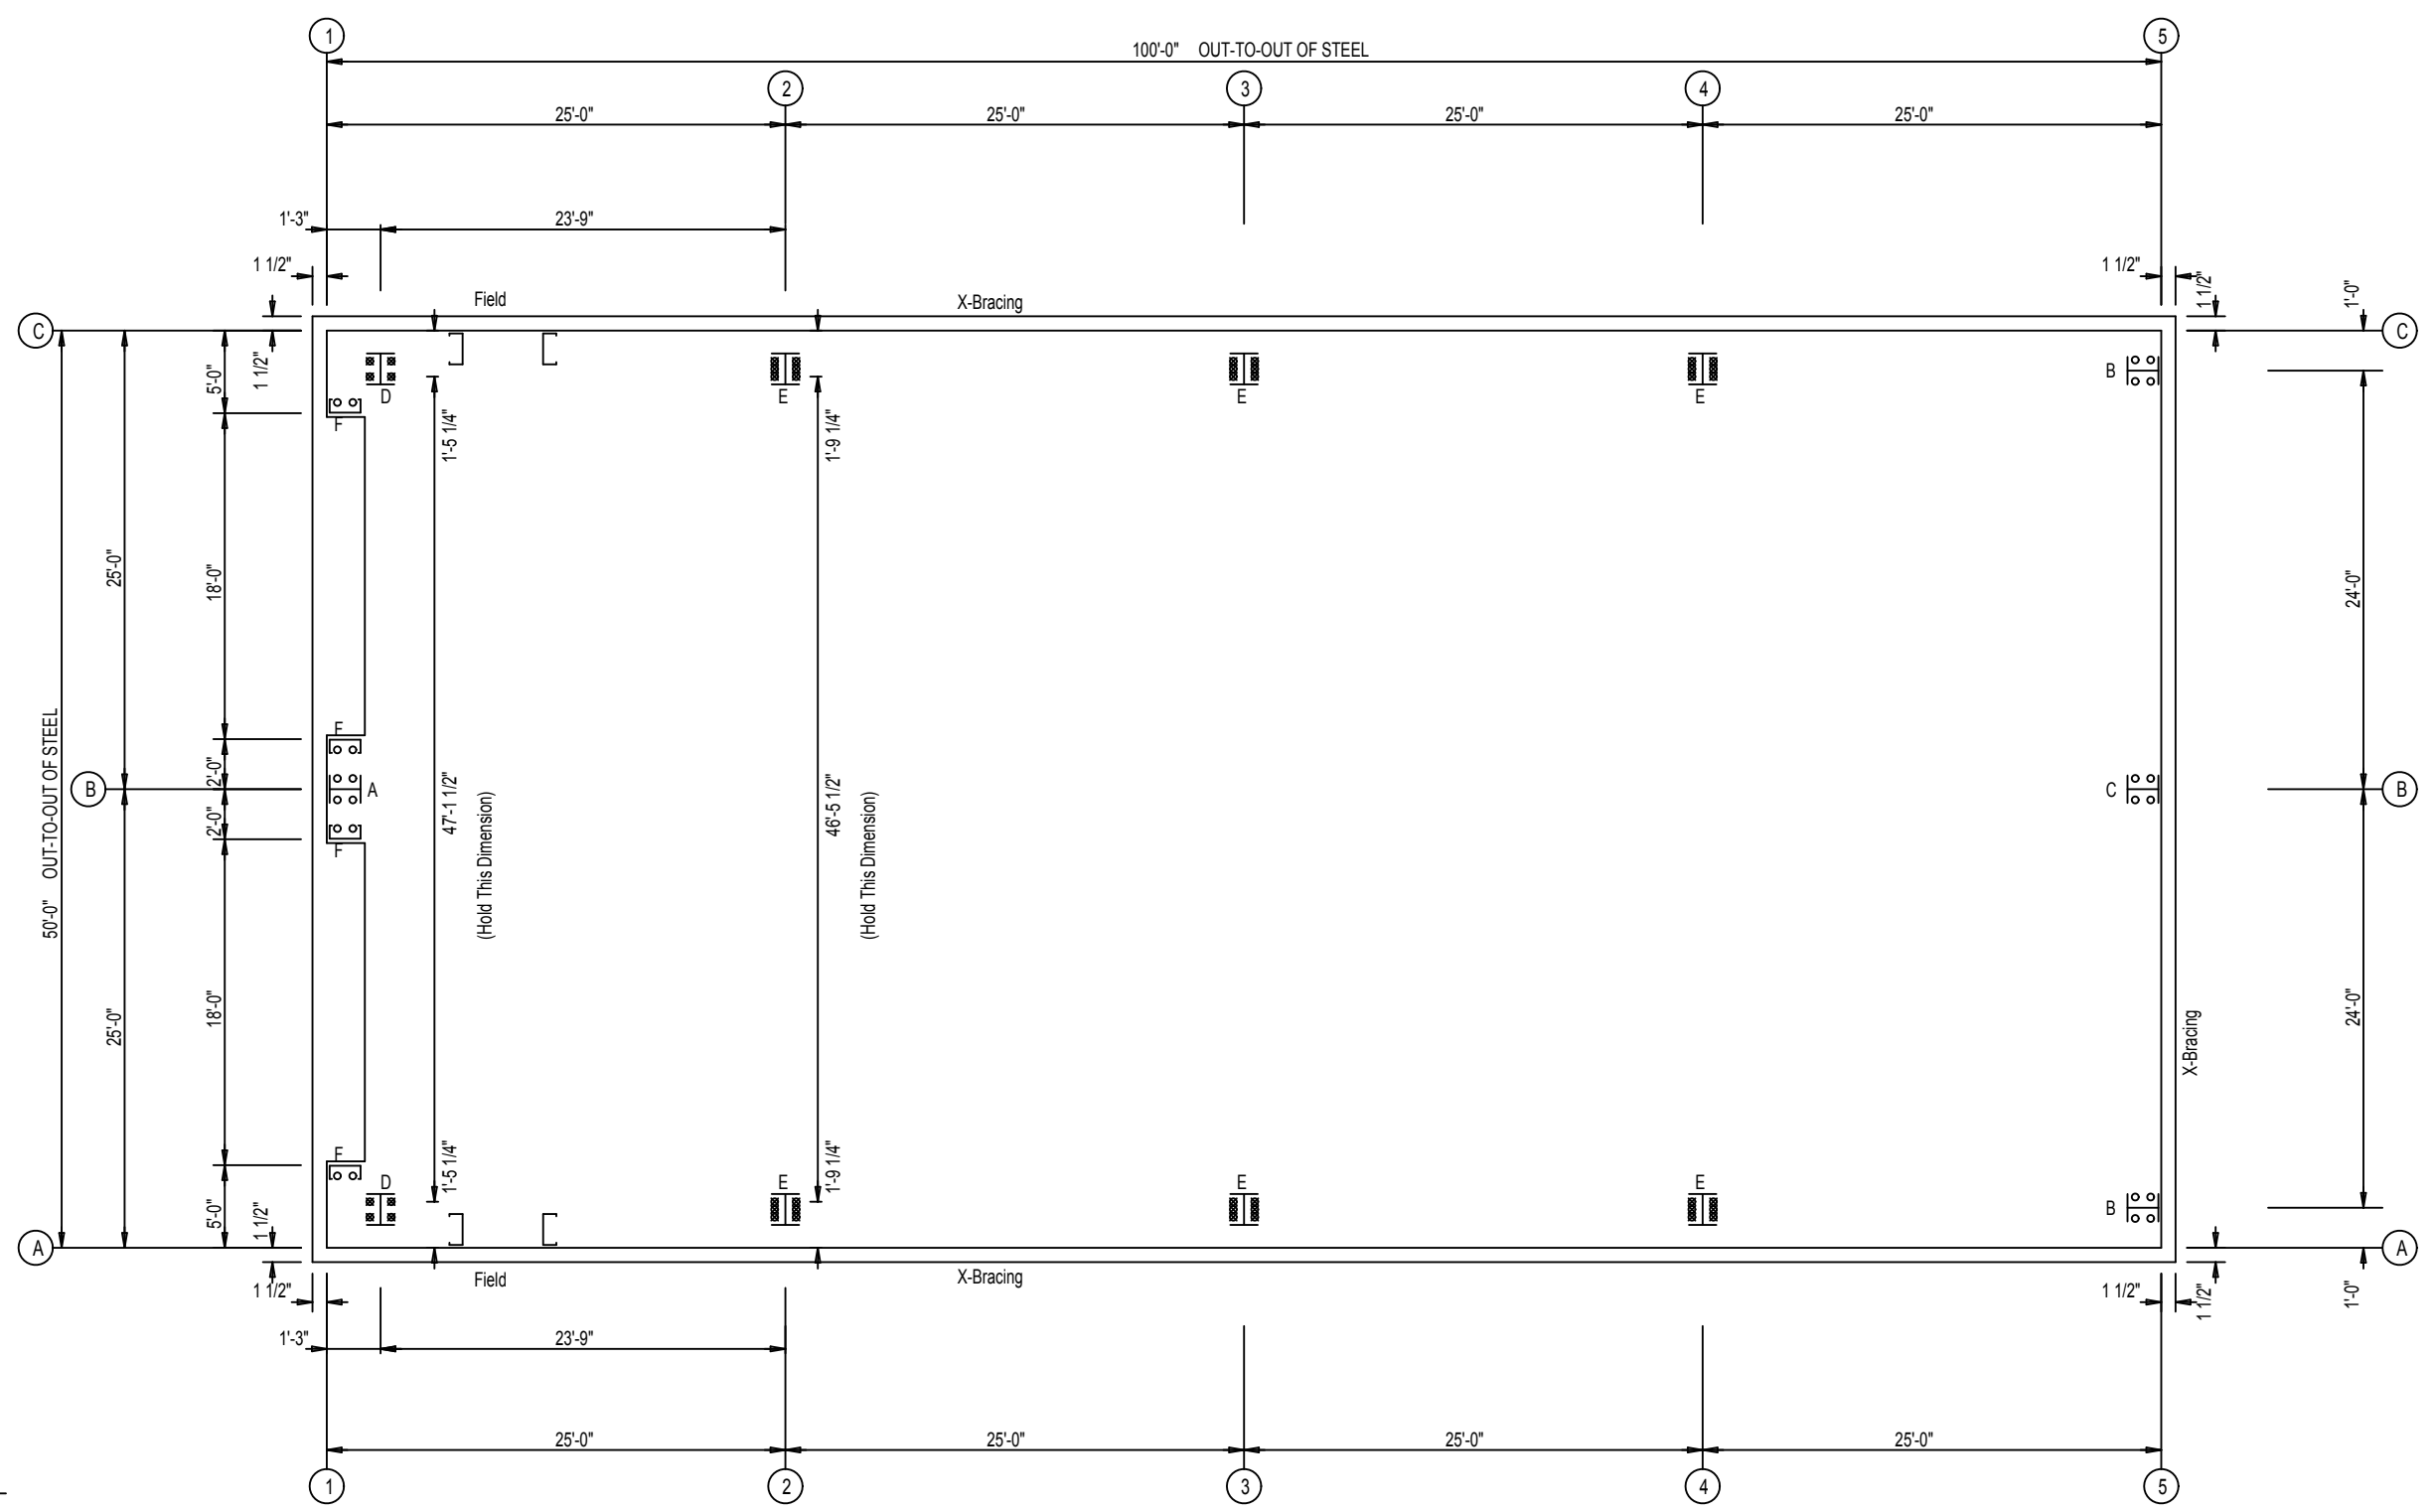 1
5
100'-0" OUT-TO-OUT OF STEEL
2
3
4
25'-0"
25'-0"
25'-0"
25'-0"
1'-3"
23'-9"
1 1/2"
1 1/2"
1 1/2"
1'-0"
Field
X-Bracing
C
C
5'-0"
1 1/2"
D
E
E
E
B
F
1'-5 1/4"
1'-9 1/4"
25'-0"
18'-0"
24'-0"
50'-0" OUT-TO-OUT OF STEEL
F
2'-0"
B
A
47'-1 1/2"
(Hold This Dimension)
46'-5 1/2"
(Hold This Dimension)
C
B
2'-0"
F
25'-0"
18'-0"
24'-0"
X-Bracing
F
1'-5 1/4"
1'-9 1/4"
D
E
E
E
B
5'-0"
1 1/2"
A
A
Field
X-Bracing
1 1/2"
1 1/2"
1 1/2"
1'-0"
1'-3"
23'-9"
25'-0"
25'-0"
25'-0"
25'-0"
1
2
3
4
5